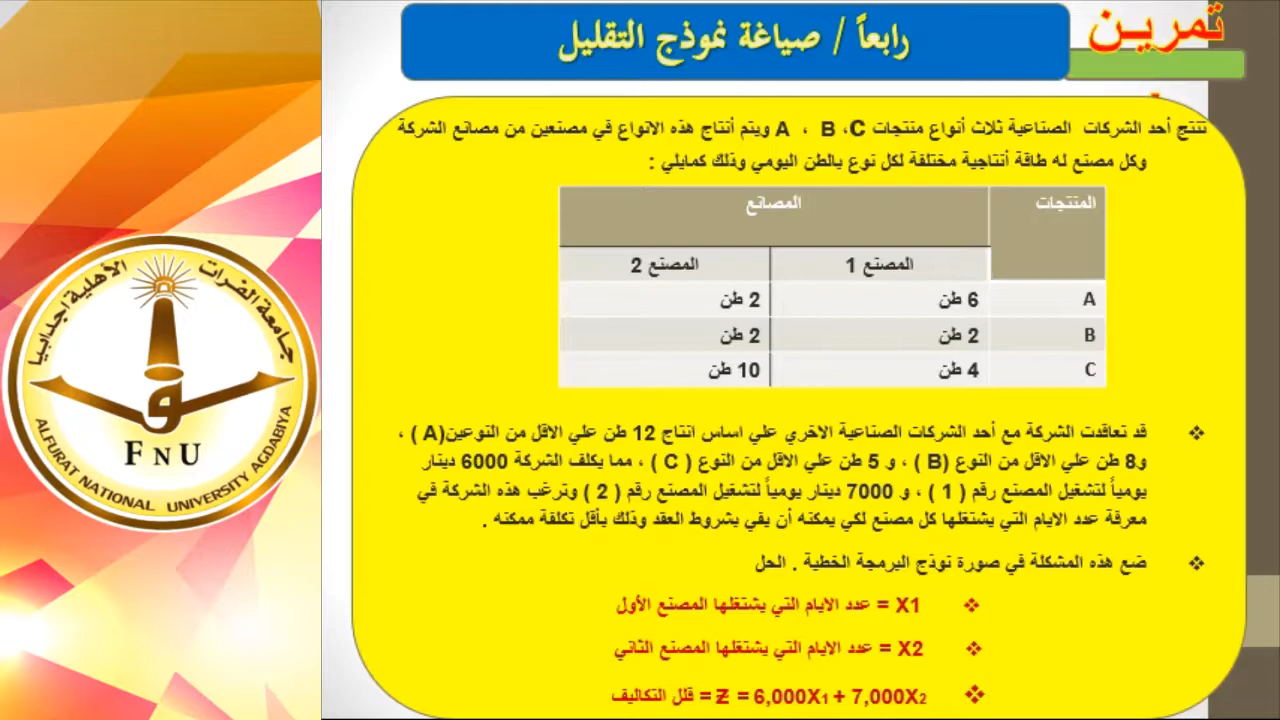 تمرين
رابعاً / صياغة نموذج التقليل
تنتج أحد الشركات الصناعية ثلاث أنواع منتجات A ، B ،C ويتم أنتاج هذه الانواع في مصنعين من مصانع الشركة
وكل مصنع له طاقة أنتاجية مختلفة لكل نوع بالطن اليومي وذلك كمايلي :
المنتجات المصانع
المصنع 1 المصنع 2
A 6 طن 2 طن
B 2 طن 2 طن
C 4 طن 10 طن
❖ قد تعاقدت الشركة مع أحد الشركات الصناعية الاخري علي اساس انتاج 12 طن علي الاقل من النوعين(A ) ،
و8 طن علي الاقل من النوع (B ) ، و 5 طن علي الاقل من النوع ( C ) ، مما يكلف الشركة 6000 دينار
يومياً لتشغيل المصنع رقم ( 1 ) ، و 7000 دينار يومياً لتشغيل المصنع رقم ( 2 ) وترغب هذه الشركة في
معرفة عدد الايام التي يشتغلها كل مصنع لكي يمكنه أن يفي بشروط العقد وذلك بأقل تكلفة ممكنه .
❖ ضع هذه المشكلة في صورة نوذج البرمجة الخطية . الحل
❖ X1 = عدد الايام التي يشتغلها المصنع الأول
❖ X2 = عدد الايام التي يشتغلها المصنع الثاني
❖ قلل التكاليف = Z = 6,000X1 + 7,000X2
جامعة الفرات الأهلية اجدابيا
FNU
ALFURAT NATIONAL UNIVERSITY AGDABIYA